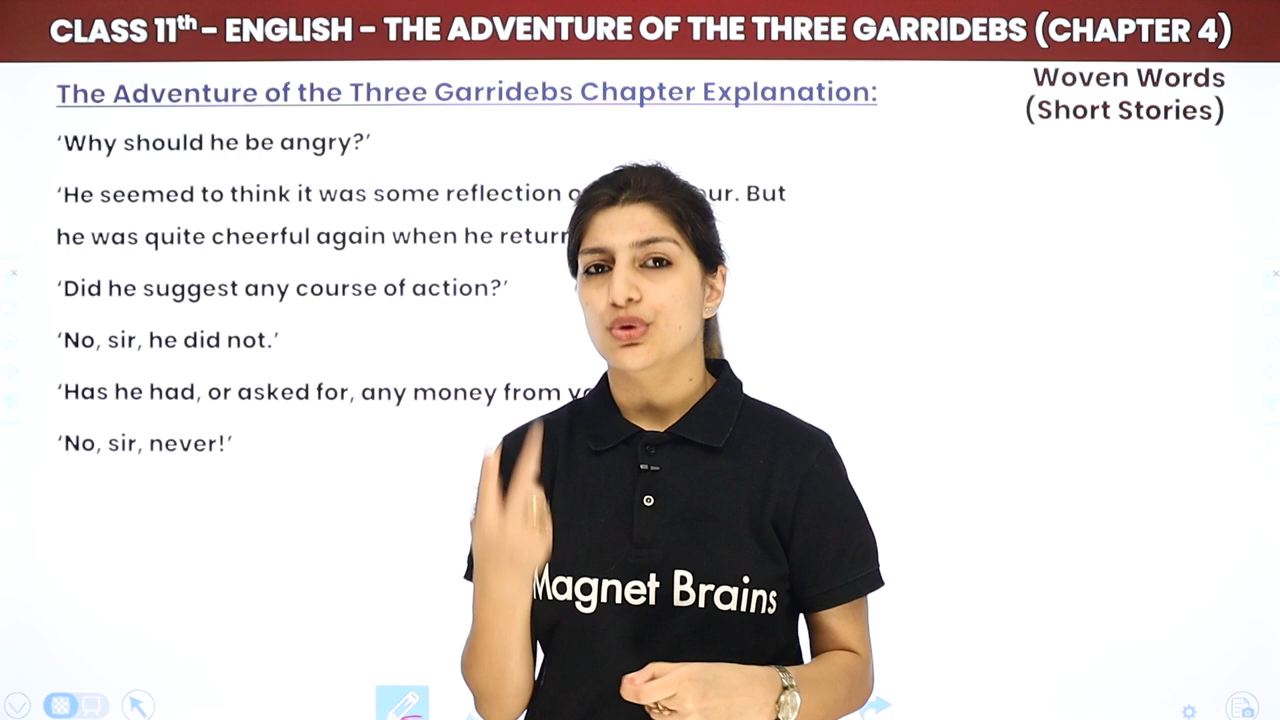 CLASS 11th – ENGLISH – THE ADVENTURE OF THE THREE GARRIDEBS (CHAPTER 4)
The Adventure of the Three Garridebs Chapter Explanation:
Woven Words
(Short Stories)
‘Why should he be angry?’
‘He seemed to think it was some reflection But
he was quite cheerful again when he
‘Did he suggest any course of action?’
‘No, sir, he did not.’
‘Has he had, or asked for, any money from
‘No, sir, never!’
Magnet Brains